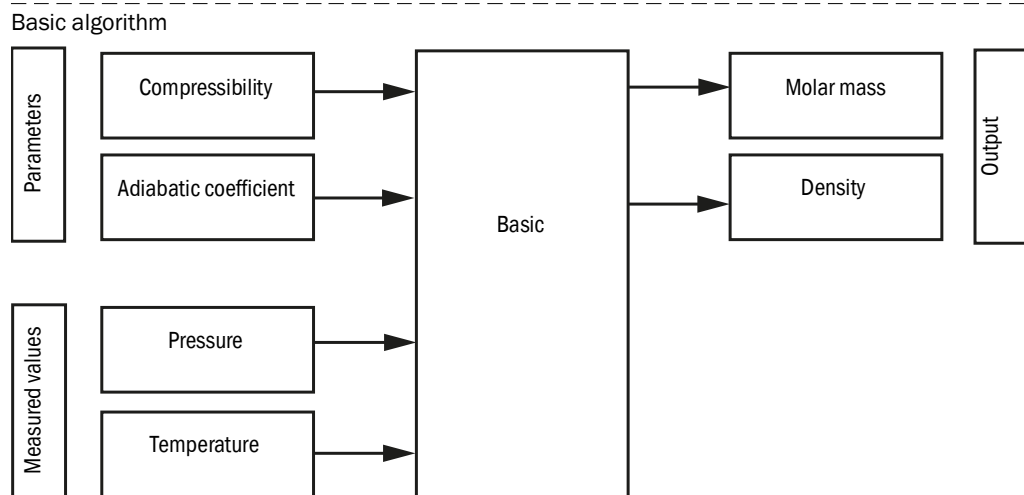 Basic algorithm
Parameters
Compressibility
Adiabatic coefficient
Basic
Molar mass
Density
Output
Measured values
Pressure
Temperature